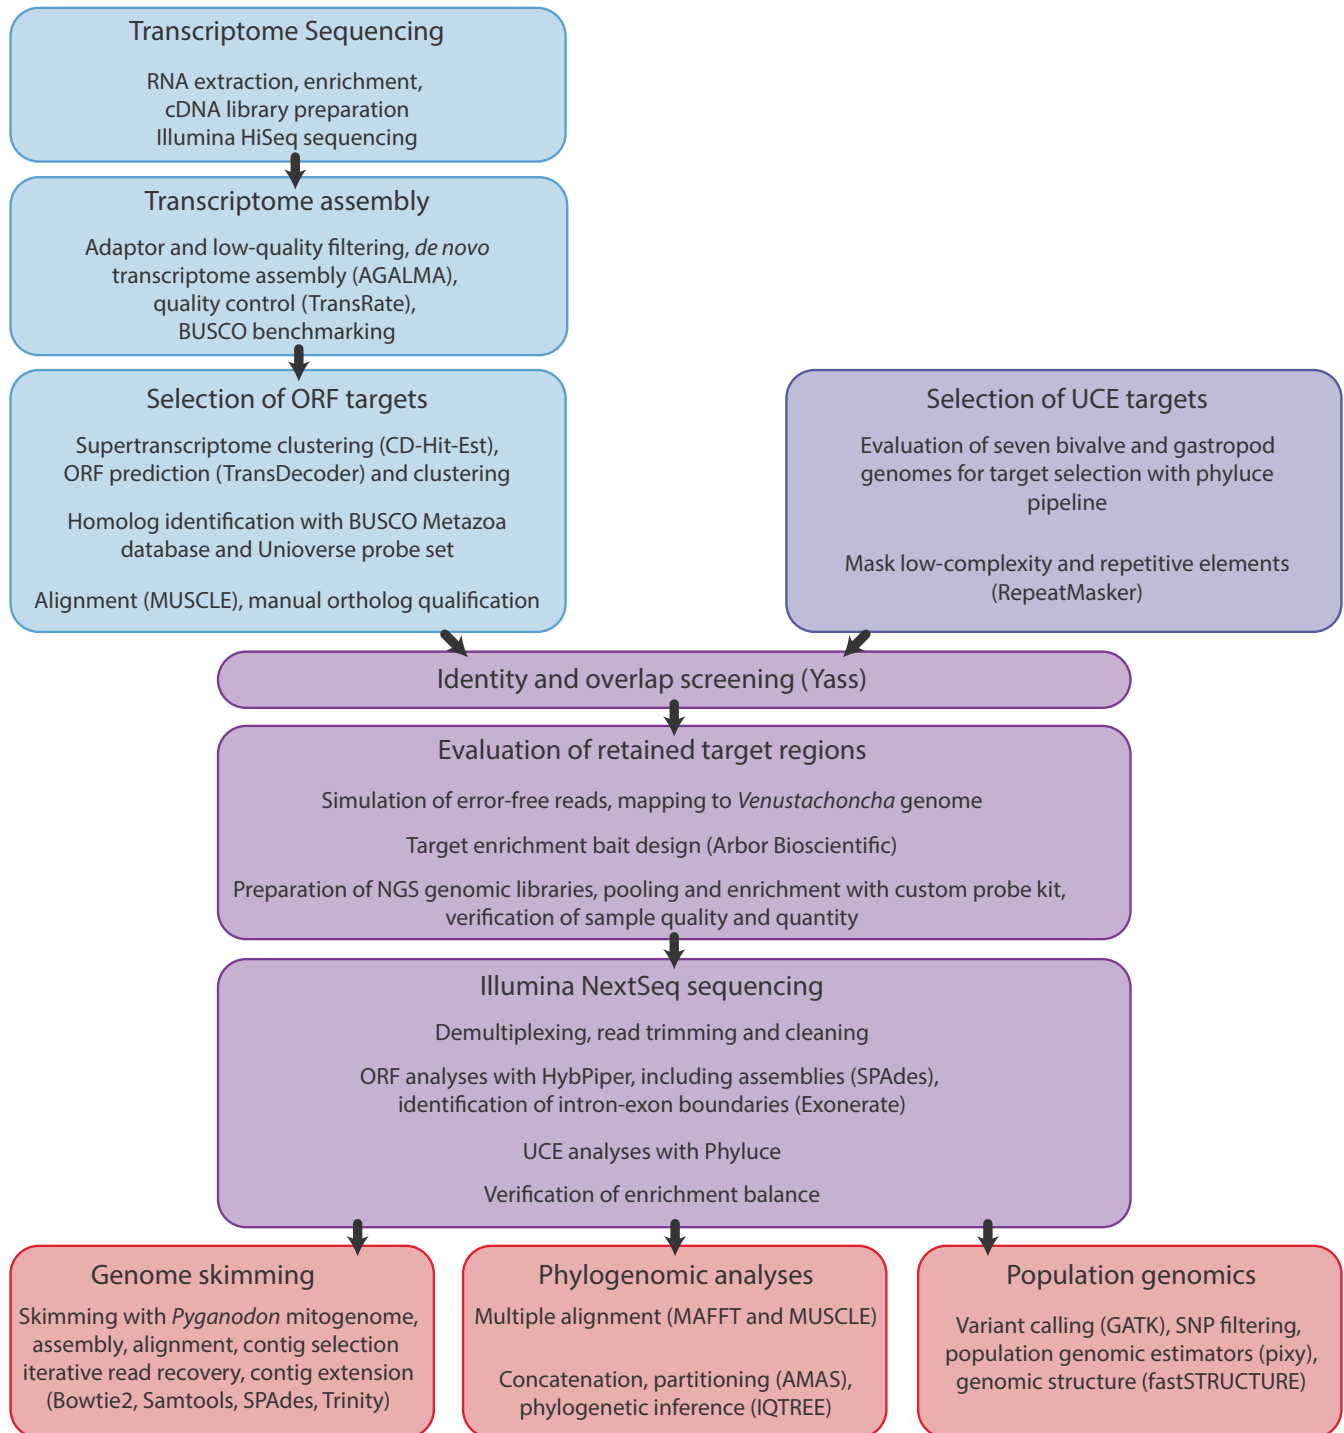 Transcriptome Sequencing
RNA extraction, enrichment,
cDNA library preparation
Illumina HiSeq sequencing
Transcriptome assembly
Adaptor and low-quality filtering, de novo
transcriptome assembly (AGALMA),
quality control (TransRate),
BUSCO benchmarking
Selection of ORF targets
Supertranscriptome clustering (CD-Hit-Est),
ORF prediction (TransDecoder) and clustering
Homolog identification with BUSCO Metazoa
database and Unioverse probe set
Alignment (MUSCLE), manual ortholog qualification
Selection of UCE targets
Evaluation of seven bivalve and gastropod
genomes for target selection with phyluce
pipeline
Mask low-complexity and repetitive elements
(RepeatMasker)
Identity and overlap screening (Yass)
Evaluation of retained target regions
Simulation of error-free reads, mapping to Venustachoncha genome
Target enrichment bait design (Arbor Bioscientific)
Preparation of NGS genomic libraries, pooling and enrichment with custom probe kit,
verification of sample quality and quantity
Illumina NextSeq sequencing
Demultiplexing, read trimming and cleaning
ORF analyses with HybPiper, including assemblies (SPAdes),
identification of intron-exon boundaries (Exonerate)
UCE analyses with Phyluce
Verification of enrichment balance
Genome skimming
Skimming with Pyganodon mitogenome,
assembly, alignment, contig selection
iterative read recovery, contig extension
(Bowtie2, Samtools, SPAdes, Trinity)
Phylogenomic analyses
Multiple alignment (MAFFT and MUSCLE)
Concatenation, partitioning (AMAS),
phylogenetic inference (IQTREE)
Population genomics
Variant calling (GATK), SNP filtering,
population genomic estimators (pixy),
genomic structure (fastSTRUCTURE)